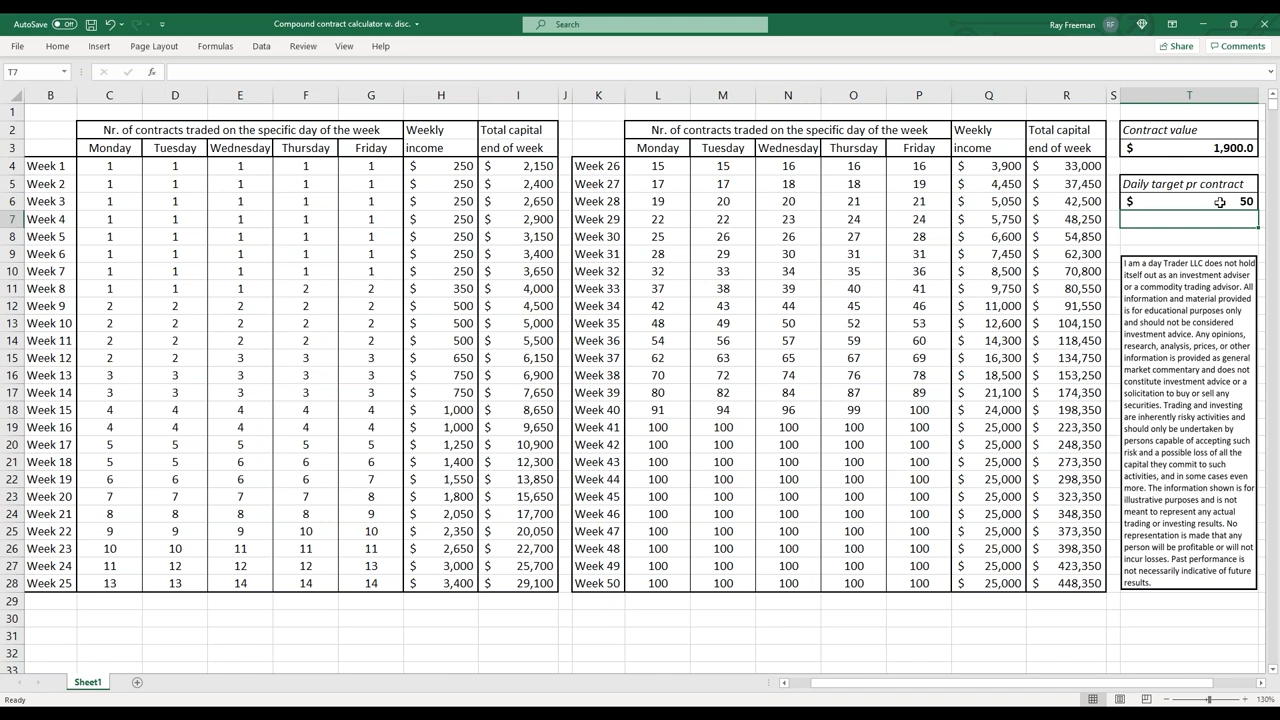 AutoSave Off Compound contract calculator w. disc. Search Ray Freeman RF
File Home Insert Page Layout Formulas Data Review View Help Share Comments
T7 fx
B C D E F G H I J K L M N O P Q R S T
1
2 Nr. of contracts traded on the specific day of the week Weekly Total capital Nr. of contracts traded on the specific day of the week Weekly Total capital Contract value
3 Monday Tuesday Wednesday Thursday Friday income end of week Monday Tuesday Wednesday Thursday Friday income end of week $ 1,900.0
4 Week 1 1 1 1 1 1 $ 250 $ 2,150 Week 26 15 15 16 16 16 $ 3,900 $ 33,000
5 Week 2 1 1 1 1 1 $ 250 $ 2,400 Week 27 17 17 18 18 19 $ 4,450 $ 37,450 Daily target pr contract
6 Week 3 1 1 1 1 1 $ 250 $ 2,650 Week 28 19 20 20 21 21 $ 5,050 $ 42,500 $ 50
7 Week 4 1 1 1 1 1 $ 250 $ 2,900 Week 29 22 22 23 24 24 $ 5,750 $ 48,250
8 Week 5 1 1 1 1 1 $ 250 $ 3,150 Week 30 25 26 26 27 28 $ 6,600 $ 54,850
9 Week 6 1 1 1 1 1 $ 250 $ 3,400 Week 31 28 29 30 31 31 $ 7,450 $ 62,300
10 Week 7 1 1 1 1 1 $ 250 $ 3,650 Week 32 32 33 34 35 36 $ 8,500 $ 70,800
11 Week 8 1 1 1 2 2 $ 350 $ 4,000 Week 33 37 38 39 40 41 $ 9,750 $ 80,550
12 Week 9 2 2 2 2 2 $ 500 $ 4,500 Week 34 42 43 44 45 46 $ 11,000 $ 91,550
13 Week 10 2 2 2 2 2 $ 500 $ 5,000 Week 35 48 49 50 52 53 $ 12,600 $ 104,150
14 Week 11 2 2 2 2 2 $ 500 $ 5,500 Week 36 54 56 57 59 60 $ 14,300 $ 118,450
15 Week 12 2 2 3 3 3 $ 650 $ 6,150 Week 37 62 63 65 67 69 $ 16,300 $ 134,750
16 Week 13 3 3 3 3 3 $ 750 $ 6,900 Week 38 70 72 74 76 78 $ 18,500 $ 153,250
17 Week 14 3 3 3 3 3 $ 750 $ 7,650 Week 39 80 82 84 87 89 $ 21,100 $ 174,350
18 Week 15 4 4 4 4 4 $ 1,000 $ 8,650 Week 40 91 94 96 99 100 $ 24,000 $ 198,350
19 Week 16 4 4 4 4 4 $ 1,000 $ 9,650 Week 41 100 100 100 100 100 $ 25,000 $ 223,350
20 Week 17 5 5 5 5 5 $ 1,250 $ 10,900 Week 42 100 100 100 100 100 $ 25,000 $ 248,350
21 Week 18 5 5 6 6 6 $ 1,400 $ 12,300 Week 43 100 100 100 100 100 $ 25,000 $ 273,350
22 Week 19 6 6 6 6 7 $ 1,550 $ 13,850 Week 44 100 100 100 100 100 $ 25,000 $ 298,350
23 Week 20 7 7 7 7 8 $ 1,800 $ 15,650 Week 45 100 100 100 100 100 $ 25,000 $ 323,350
24 Week 21 8 8 8 8 9 $ 2,050 $ 17,700 Week 46 100 100 100 100 100 $ 25,000 $ 348,350
25 Week 22 9 9 9 10 10 $ 2,350 $ 20,050 Week 47 100 100 100 100 100 $ 25,000 $ 373,350
26 Week 23 10 10 11 11 11 $ 2,650 $ 22,700 Week 48 100 100 100 100 100 $ 25,000 $ 398,350
27 Week 24 11 12 12 12 13 $ 3,000 $ 25,700 Week 49 100 100 100 100 100 $ 25,000 $ 423,350
28 Week 25 13 13 14 14 14 $ 3,400 $ 29,100 Week 50 100 100 100 100 100 $ 25,000 $ 448,350
29
30
31
32
33
I am a day Trader LLC does not hold
itself out as an investment adviser
or a commodity trading advisor. All
information and material provided
is for educational purposes only
and should not be considered
investment advice. Any opinions,
research, analysis, prices, or other
information is provided as general
market commentary and does not
constitute investment advice or a
solicitation to buy or sell any
securities. Trading and investing
are inherently risky activities and
should only be undertaken by
persons capable of accepting such
risk and a possible loss of all the
capital they commit to such
activities, and in some cases even
more. The information shown is for
illustrative purposes and is not
meant to represent any actual
trading or investing results. No
representation is made that any
person will be profitable or will not
incur losses. Past performance is
not necessarily indicative of future
results.
Sheet1
Ready 130%